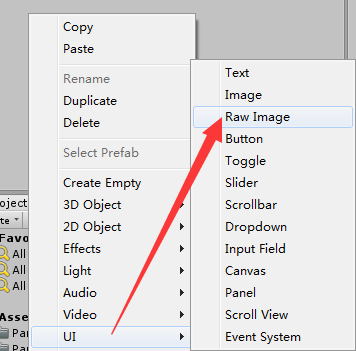 Copy
Paste
Rename
Duplicate
Delete
Select Prefab
Create Empty
3D Object
2D Object
Effects
Light
Audio
Video
UI
Text
Image
Raw Image
Button
Toggle
Slider
Scrollbar
Dropdown
Input Field
Canvas
Panel
Scroll View
Event System
All
All
All